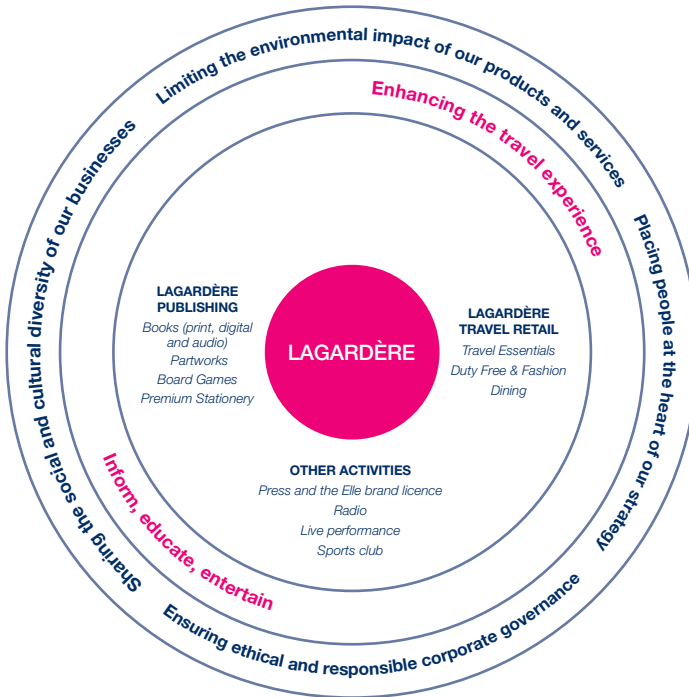 Limiting the environmental impact of our products and services
Enhancing the travel experience
Placing people at the heart of our strategy
Sharing the social and cultural diversity of our businesses
LAGARDÈRE
PUBLISHING
Books (print, digital
and audio)
Partworks
Board Games
Premium Stationery
LAGARDÈRE
LAGARDÈRE
TRAVEL RETAIL
Travel Essentials
Duty Free & Fashion
Dining
OTHER ACTIVITIES
Press and the Elle brand licence
Radio
Live performance
Sports club
Inform, educate, entertain
Ensuring ethical and responsible corporate governance